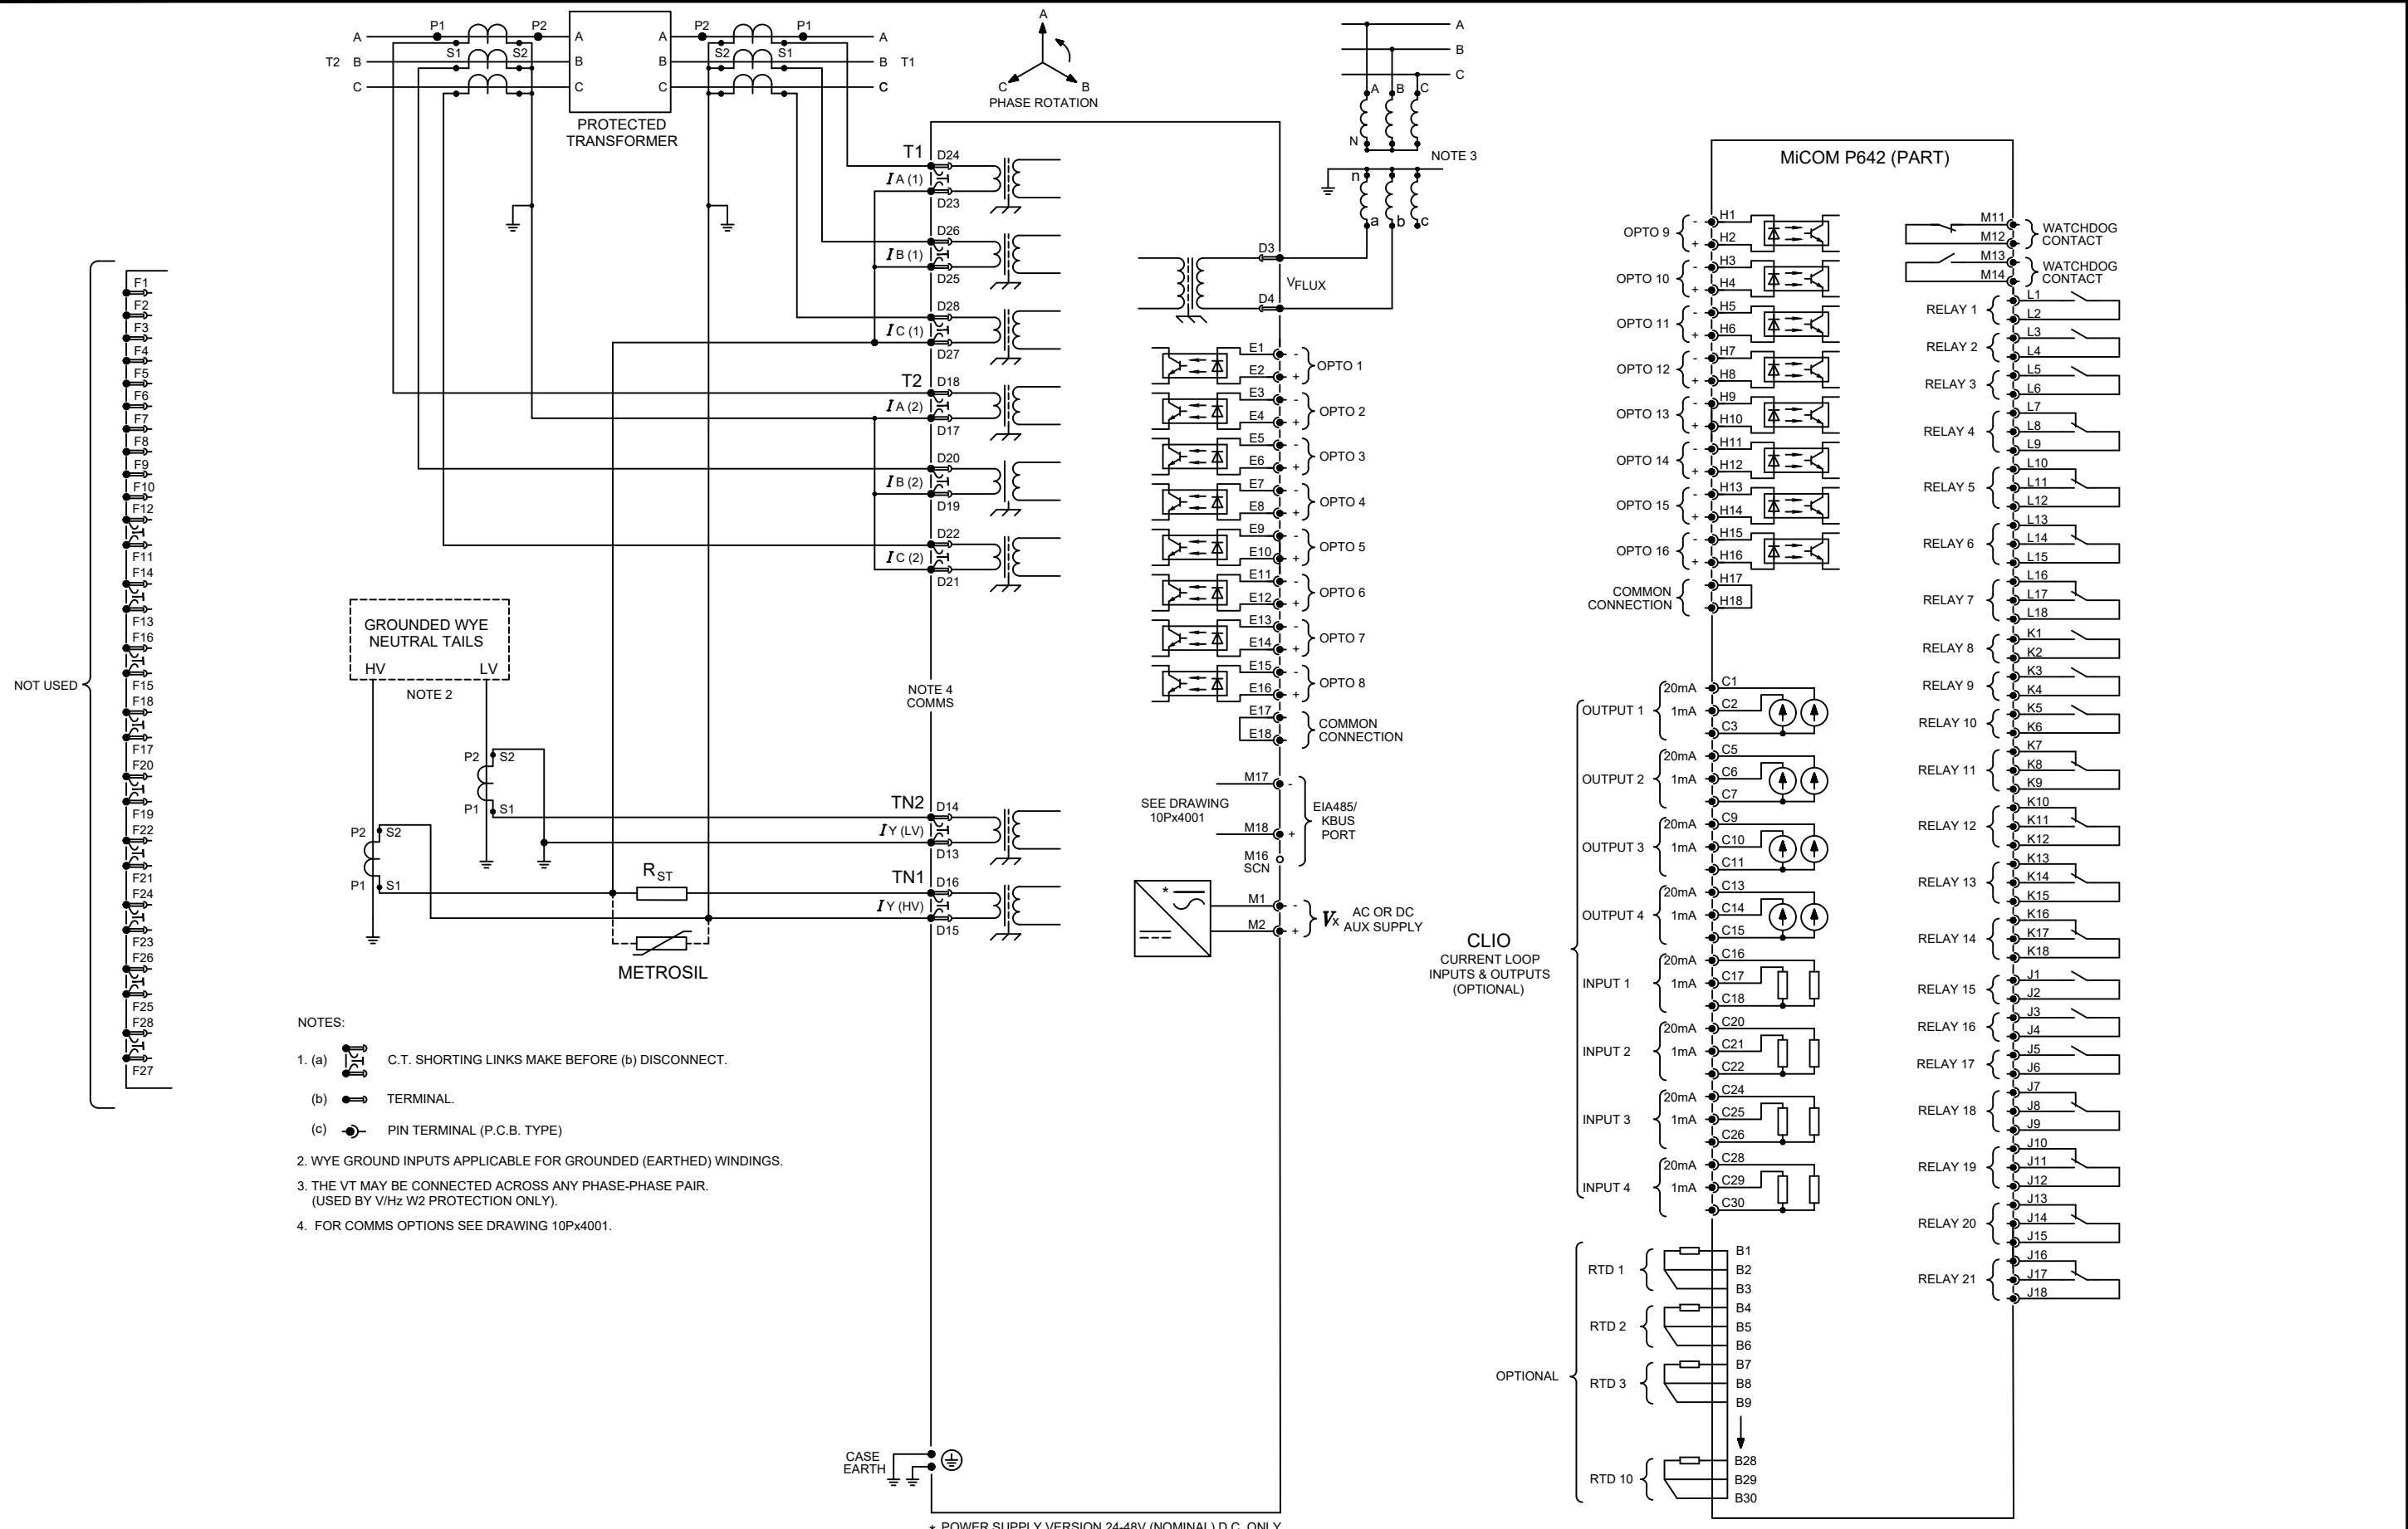 NOT USED
F1
F2
F3
F4
F5
F6
F7
F8
F9
F10
F12
F11
F14
F13
F16
F15
F18
F17
F20
F19
F22
F21
F24
F23
F26
F25
F28
F27
P1 P2 P2 P1
A A A A
S1 S2 S2 S1
T2 B B B B T1
C C C C
PROTECTED
TRANSFORMER
A
C B
PHASE ROTATION
A
B
C
A B C
N
NOTE 3
n
a b c
T1 D24
I A (1)
D23
D26
I B (1)
D25
D28
I C (1)
D27
T2 D18
I A (2)
D17
D20
I B (2)
D19
D22
I C (2)
D21
GROUNDED WYE
NEUTRAL TAILS
HV LV
NOTE 2
NOTE 4
COMMS
P2 S2
P1 S1
P2 S2
P1 S1
TN2 D14
I Y (LV)
D13
TN1 D16
I Y (HV)
D15
RST
METROSIL
D3
VFLUX
D4
E1 -
E2 + OPTO 1
E3 -
E4 + OPTO 2
E5 -
E6 + OPTO 3
E7 -
E8 + OPTO 4
E9 -
E10 + OPTO 5
E11 -
E12 + OPTO 6
E13 -
E14 + OPTO 7
E15 -
E16 + OPTO 8
E17
E18
COMMON
CONNECTION
M17 -
SEE DRAWING
10Px4001
M18 +
EIA485/
KBUS
PORT
M16
SCN
*
M1 -
M2 +
Vx AC OR DC
AUX SUPPLY
NOTES:
1. (a) C.T. SHORTING LINKS MAKE BEFORE (b) DISCONNECT.
(b) TERMINAL.
(c) PIN TERMINAL (P.C.B. TYPE)
2. WYE GROUND INPUTS APPLICABLE FOR GROUNDED (EARTHED) WINDINGS.
3. THE VT MAY BE CONNECTED ACROSS ANY PHASE-PHASE PAIR.
(USED BY V/Hz W2 PROTECTION ONLY).
4. FOR COMMS OPTIONS SEE DRAWING 10Px4001.
CASE
EARTH
* POWER SUPPLY VERSION 24-48V (NOMINAL) D.C. ONLY
MiCOM P642 (PART)
OPTO 9 - H1
+ H2
OPTO 10 - H3
+ H4
OPTO 11 - H5
+ H6
OPTO 12 - H7
+ H8
OPTO 13 - H9
+ H10
OPTO 14 - H11
+ H12
OPTO 15 - H13
+ H14
OPTO 16 - H15
+ H16
COMMON
CONNECTION
H17
H18
CLIO
CURRENT LOOP
INPUTS & OUTPUTS
(OPTIONAL)
OUTPUT 1 20mA C1
1mA C2
C3
OUTPUT 2 20mA C5
1mA C6
C7
OUTPUT 3 20mA C9
1mA C10
C11
OUTPUT 4 20mA C13
1mA C14
C15
INPUT 1 20mA C16
1mA C17
C18
INPUT 2 20mA C20
1mA C21
C22
INPUT 3 20mA C24
1mA C25
C26
INPUT 4 20mA C28
1mA C29
C30
OPTIONAL
RTD 1 B1
B2
B3
RTD 2 B4
B5
B6
RTD 3 B7
B8
B9
RTD 10 B28
B29
B30
M11
M12
WATCHDOG
CONTACT
M13
M14
WATCHDOG
CONTACT
RELAY 1 L1
L2
RELAY 2 L3
L4
RELAY 3 L5
L6
RELAY 4 L7
L8
L9
RELAY 5 L10
L11
L12
RELAY 6 L13
L14
L15
RELAY 7 L16
L17
L18
RELAY 8 K1
K2
RELAY 9 K3
K4
RELAY 10 K5
K6
RELAY 11 K7
K8
K9
RELAY 12 K10
K11
K12
RELAY 13 K13
K14
K15
RELAY 14 K16
K17
K18
RELAY 15 J1
J2
RELAY 16 J3
J4
RELAY 17 J5
J6
RELAY 18 J7
J8
J9
RELAY 19 J10
J11
J12
RELAY 20 J13
J14
J15
RELAY 21 J16
J17
J18